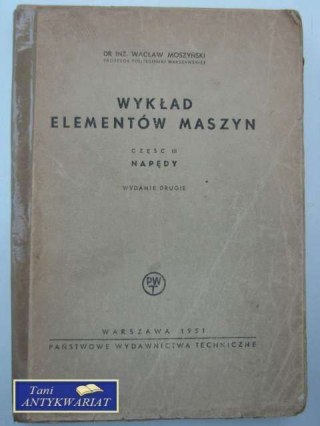 DR INŻ. WACŁAW MOSZYŃSKI
PROFESOR POLITECHNIKI WARSZAWSKIEJ
WYKŁAD
ELEMENTÓW MASZYN
CZĘŚĆ III
NAPĘDY
WYDANIE DRUGIE
PWT
WARSZAWA 1951
PAŃSTWOWE WYDAWNICTWA TECHNICZNE
Tani
ANTYKWARIAT